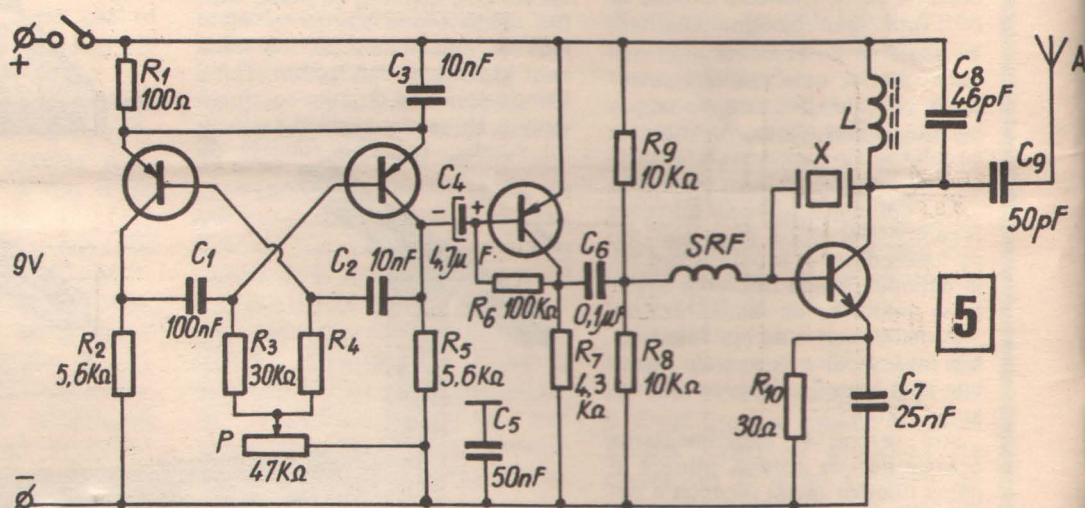 +
R1
100Ω
C3
10nF
9V
C1
100nF
C2
10nF
R2
5,6KΩ
R3
30KΩ
R4
P
47KΩ
R5
5,6KΩ
C4
- +
4,7µF
R6 100KΩ
C5
50nF
C6
0,1µF
R7
4,3
KΩ
R9
10KΩ
R8
10KΩ
SRF
X
L
C8
46pF
C9
50pF
A
R10
30Ω
C7
25nF
5
-